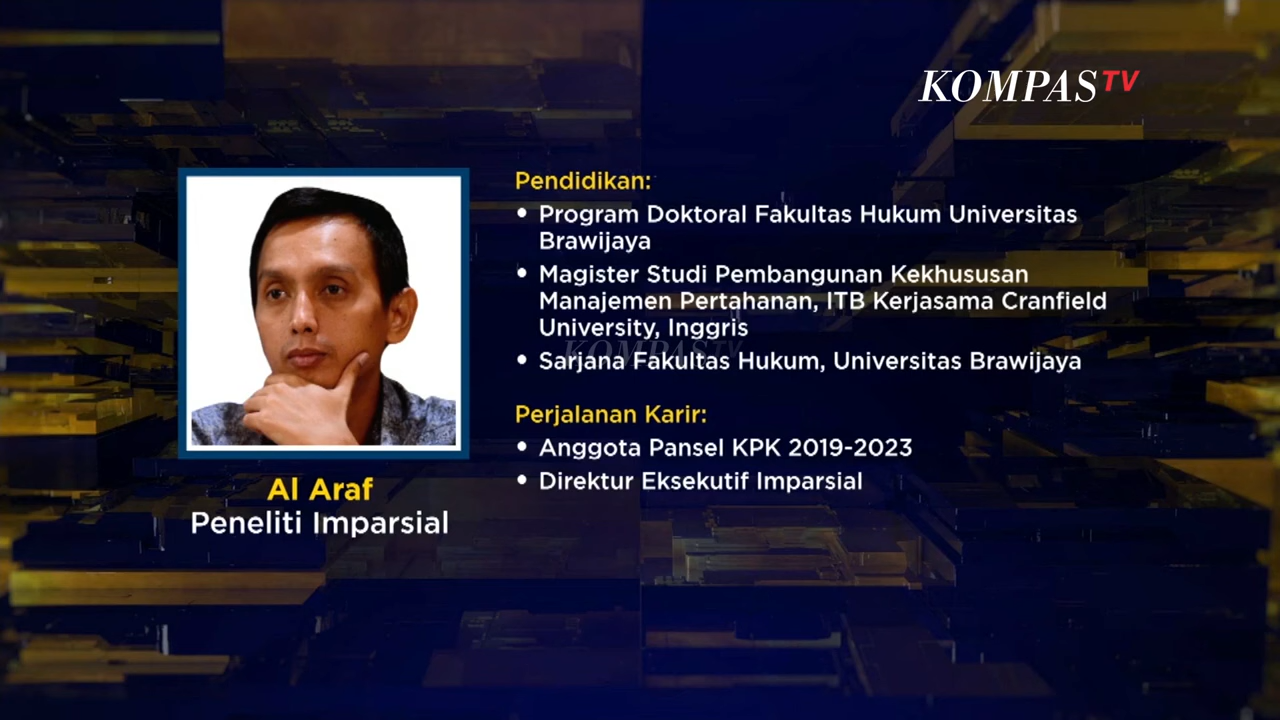 KOMPASTV
Pendidikan:
• Program Doktoral Fakultas Hukum Universitas
Brawijaya
• Magister Studi Pembangunan Kekhususan
Manajemen Pertahanan, ITB Kerjasama Cranfield
University, Inggris
KOMPASTV
• Sarjana Fakultas Hukum, Universitas Brawijaya
Perjalanan Karir:
• Anggota Pansel KPK 2019-2023
• Direktur Eksekutif Imparsial
Al Araf
Peneliti Imparsial